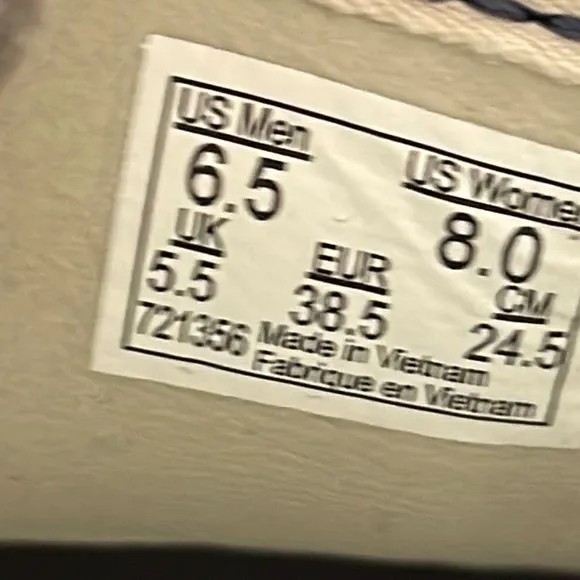 US Men
6.5
US Women
8.0
UK
5.5
EUR
38.5
CM
24.5
721356
Made in Vietnam
Fabrique en Vietnam